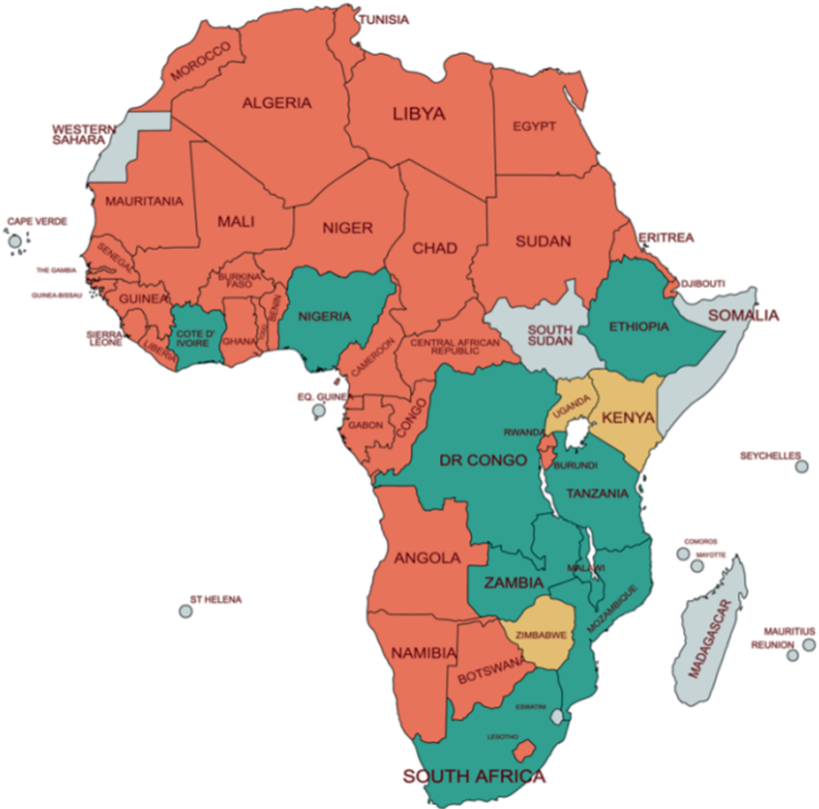 TUNISIA
MOROCCO
ALGERIA
LIBYA
EGYPT
WESTERN
SAHARA
MAURITANIA
MALI
NIGER
CHAD
SUDAN
ERITREA
CAPE VERDE
SENEGAL
THE GAMBIA
GUINEA-BISSAU
GUINEA
BURKINA
FASO
BENIN
TOGO
NIGERIA
DJIBOUTI
SOMALIA
ETHIOPIA
SOUTH
SUDAN
SIERRA
LEONE
LIBERIA
COTE D'
IVOIRE
GHANA
CAMEROON
CENTRAL AFRICAN
REPUBLIC
EQ. GUINEA
GABON
CONGO
UGANDA
KENYA
RWANDA
BURUNDI
DR CONGO
TANZANIA
SEYCHELLES
COMOROS
MAYOTTE
ANGOLA
ZAMBIA
MALAWI
MOZAMBIQUE
ST HELENA
ZIMBABWE
MADAGASCAR
MAURITIUS
REUNION
NAMIBIA
BOTSWANA
ESWATINI
LESOTHO
SOUTH AFRICA